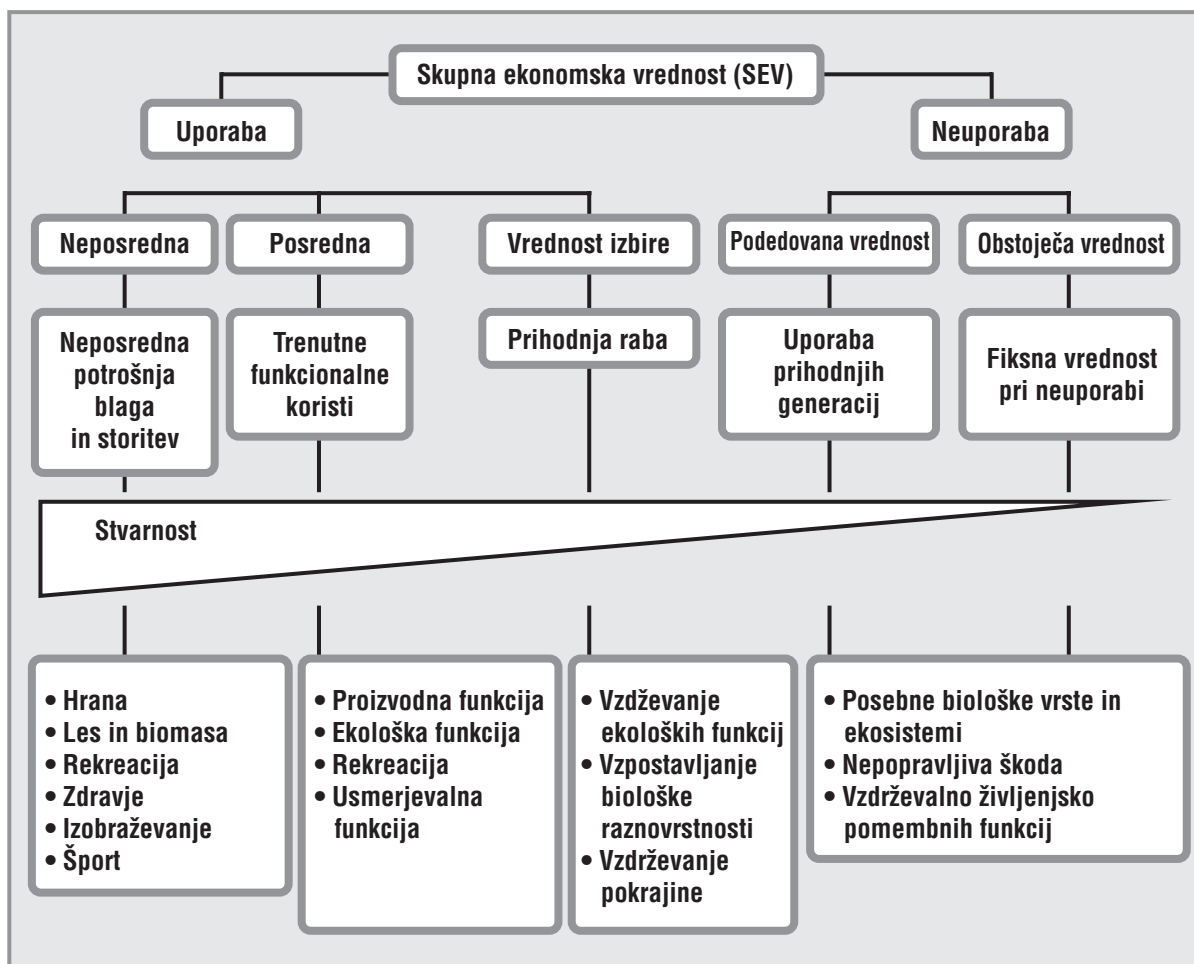 Skupna ekonomska vrednost (SEV)
Uporaba
Neuporaba
Neposredna
Posredna
Vrednost izbire
Podedovana vrednost
Obstoječa vrednost
Neposredna
potrošnja
blaga
in storitev
Trenutne
funkcionalne
koristi
Prihodnja raba
Uporaba
prihodnjih
generacij
Fiksna vrednost
pri neuporabi
Stvarnost
• Hrana
• Les in biomasa
• Rekreacija
• Zdravje
• Izobraževanje
• Šport
• Proizvodna funkcija
• Ekološka funkcija
• Rekreacija
• Usmerjevalna
funkcija
• Vzdževanje
ekoloških funkcij
• Vzpostavljanje
biološke
raznovrstnosti
• Vzdrževanje
pokrajine
• Posebne biološke vrste in
ekosistemi
• Nepopravljiva škoda
• Vzdrževalno življenjsko
pomembnih funkcij